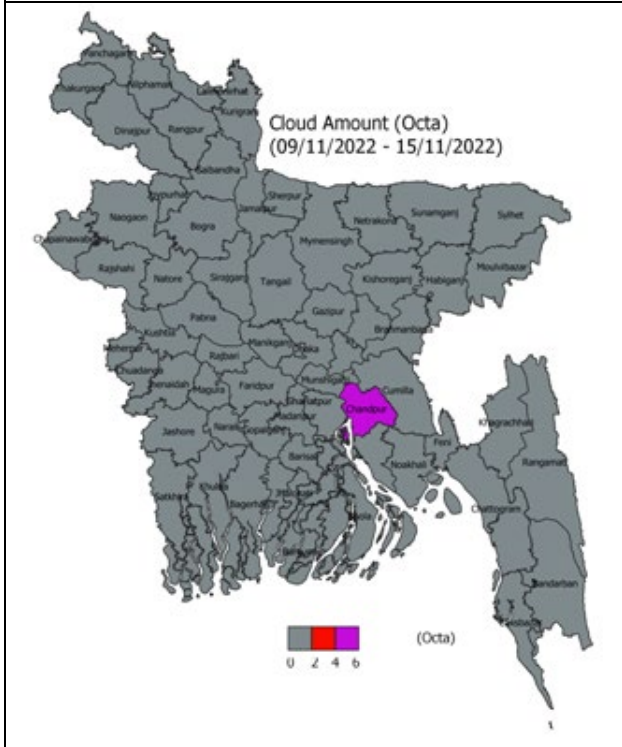 Panchagarh
Thakurgaon
Nilphamari
Lalmonirhat
Kurigram
Dinajpur
Rangpur
Cloud Amount (Octa)
(09/11/2022 - 15/11/2022)
Gaibandha
Joypurhat
Sherpur
Jamalpur
Naogaon
Bogra
Netrakona
Sunamganj
Sylhet
Mymensingh
Chapainawabganj
Rajshahi
Natore
Sirajganj
Tangail
Kishoreganj
Habiganj
Moulvibazar
Pabna
Gazipur
Kushtia
Brahmanbaria
Meherpur
Manikganj
Dhaka
Rajbari
Chuadanga
Jhenaidah
Magura
Faridpur
Munshiganj
Cumilla
Shariatpur
Chandpur
Madaripur
Khagrachhari
Jashore
Narail
Gopalganj
Feni
Barisal
Noakhali
Rangamati
Satkhira
Khulna
Bagerhat
Jhalokati
Bhola
Chattogram
Barguna
Bandarban
(Octa)
0 2 4 6